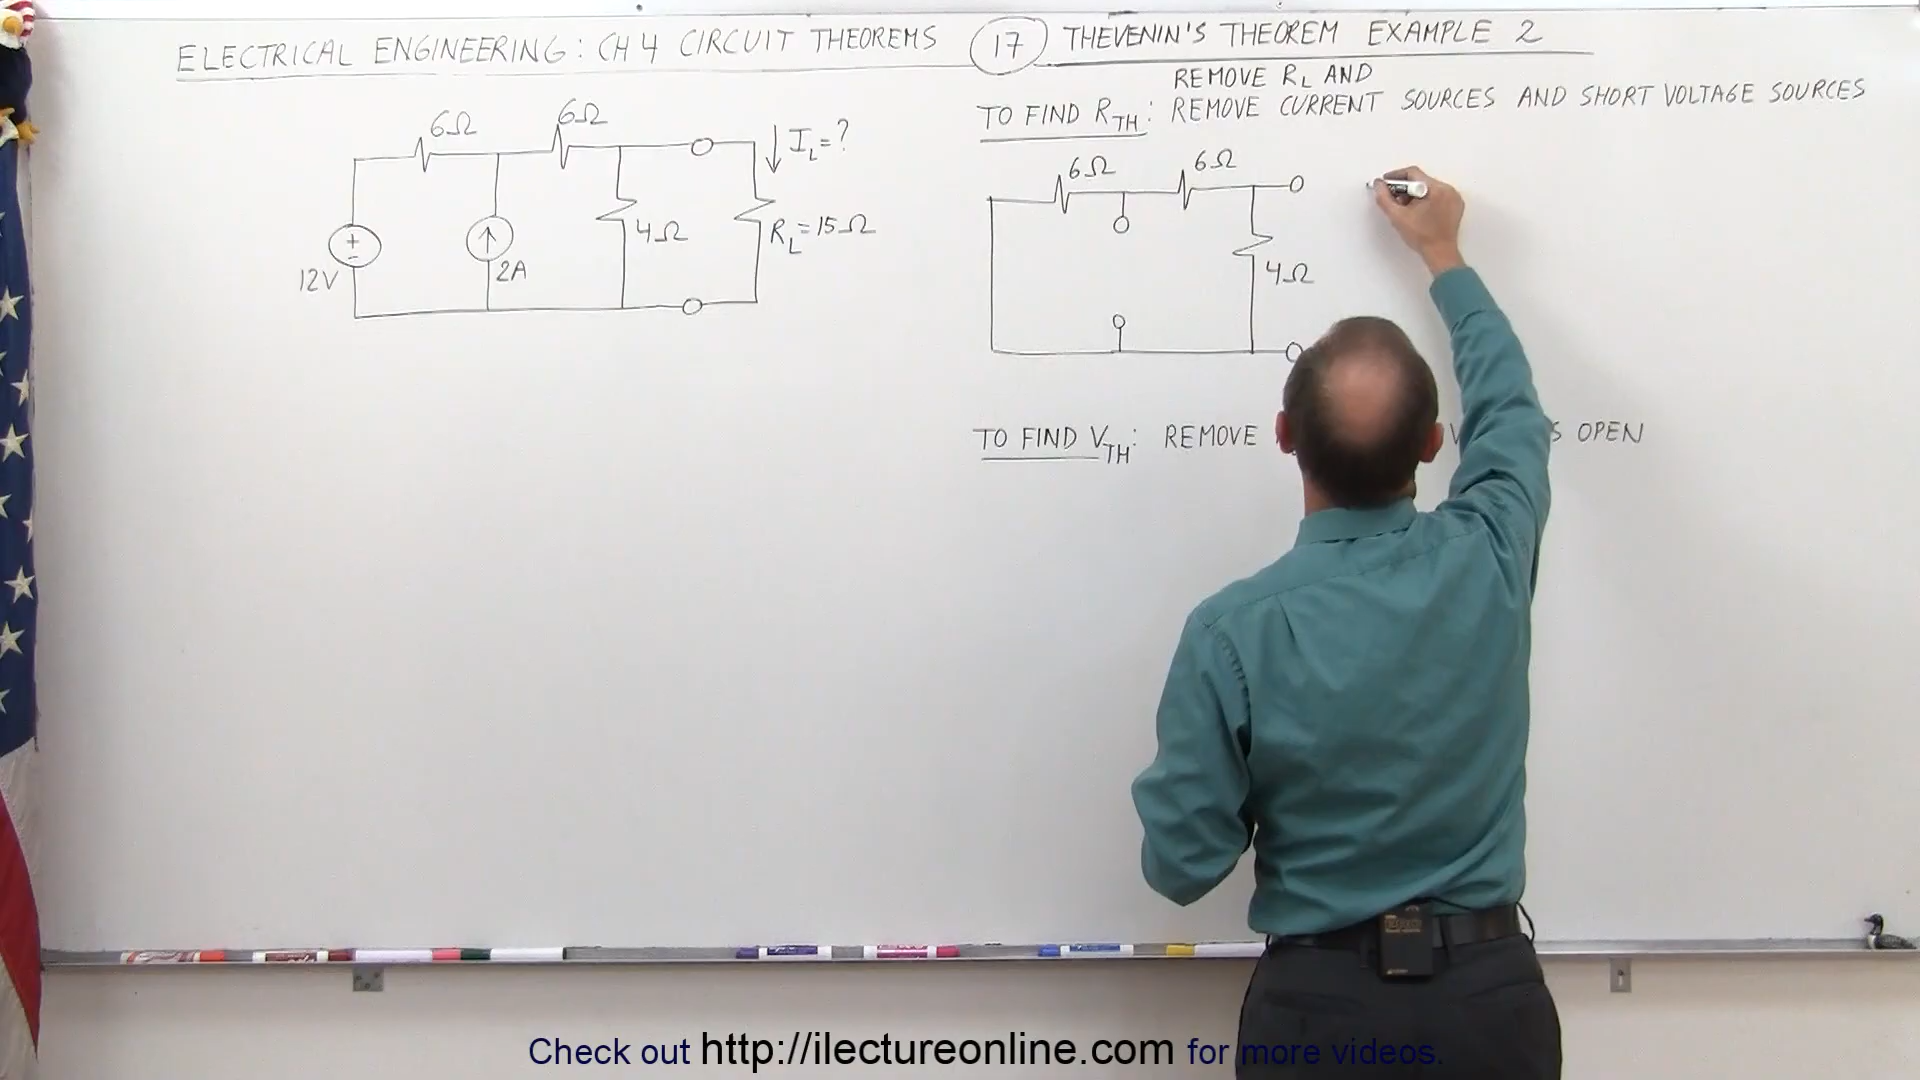 ELECTRICAL ENGINEERING: CH 4 CIRCUIT THEOREMS 17 THEVENIN'S THEOREM EXAMPLE 2
6Ω 6Ω
I_L=?
12V
+
-
2A
4Ω
R_L=15Ω
REMOVE R_L AND
TO FIND R_TH: REMOVE CURRENT SOURCES AND SHORT VOLTAGE SOURCES
6Ω 6Ω
4Ω
TO FIND V_TH: REMOVE S OPEN
Check out http://ilectureonline.com for more videos.